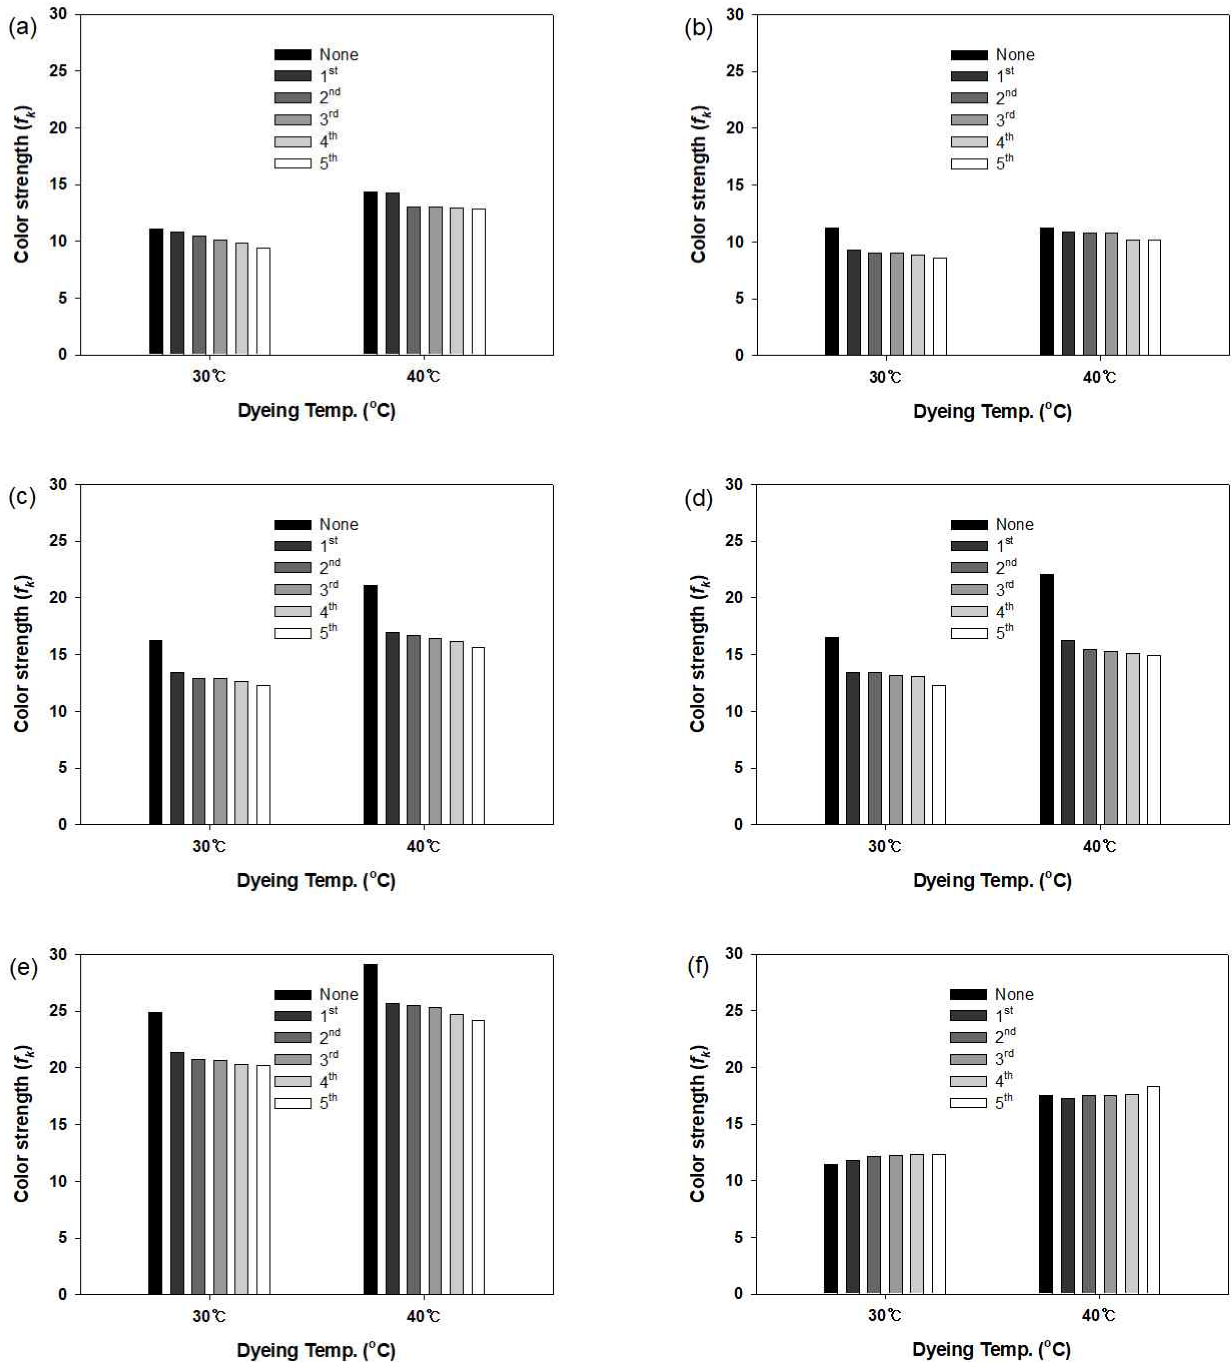 (a)
30
25
20
15
10
5
0
Color strength (fk)
None
1st
2nd
3rd
4th
5th
30℃
40℃
Dyeing Temp. (oC)
(b)
30
25
20
15
10
5
0
Color strength (fk)
None
1st
2nd
3rd
4th
5th
30℃
40℃
Dyeing Temp. (oC)
(c)
30
25
20
15
10
5
0
Color strength (fk)
None
1st
2nd
3rd
4th
5th
30℃
40℃
Dyeing Temp. (oC)
(d)
30
25
20
15
10
5
0
Color strength (fk)
None
1st
2nd
3rd
4th
5th
30℃
40℃
Dyeing Temp. (oC)
(e)
30
25
20
15
10
5
0
Color strength (fk)
None
1st
2nd
3rd
4th
5th
30℃
40℃
Dyeing Temp. (oC)
(f)
30
25
20
15
10
5
0
Color strength (fk)
None
1st
2nd
3rd
4th
5th
30℃
40℃
Dyeing Temp. (oC)